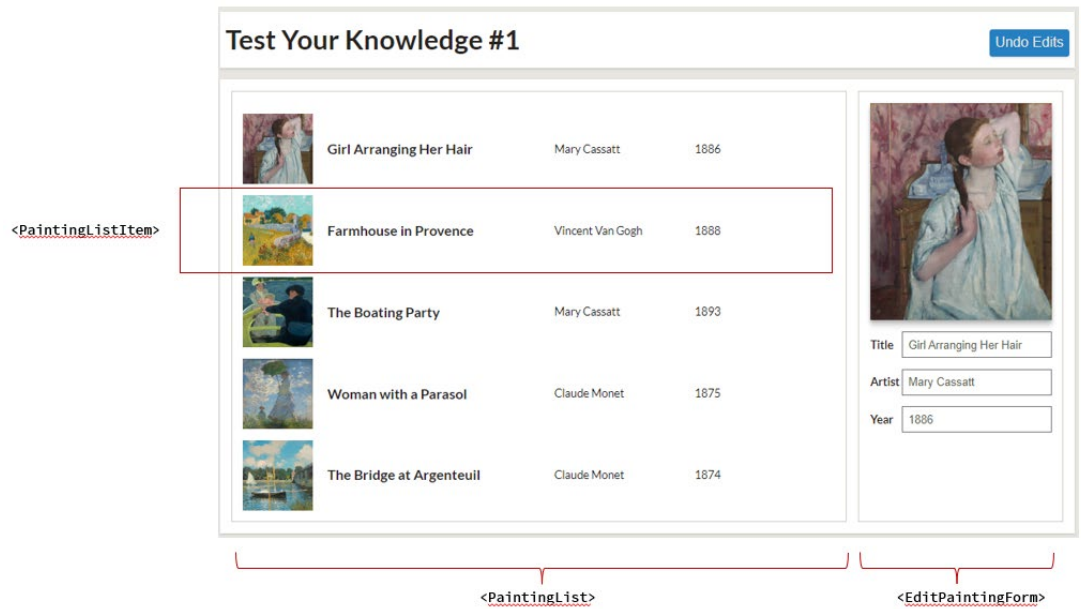 Test Your Knowledge #1
Undo Edits
Girl Arranging Her Hair Mary Cassatt 1886
<PaintingListItem>
Farmhouse in Provence Vincent Van Gogh 1888
The Boating Party Mary Cassatt 1893
Woman with a Parasol Claude Monet 1875
The Bridge at Argenteuil Claude Monet 1874
Title Girl Arranging Her Hair
Artist Mary Cassatt
Year 1886
<PaintingList>
<EditPaintingForm>